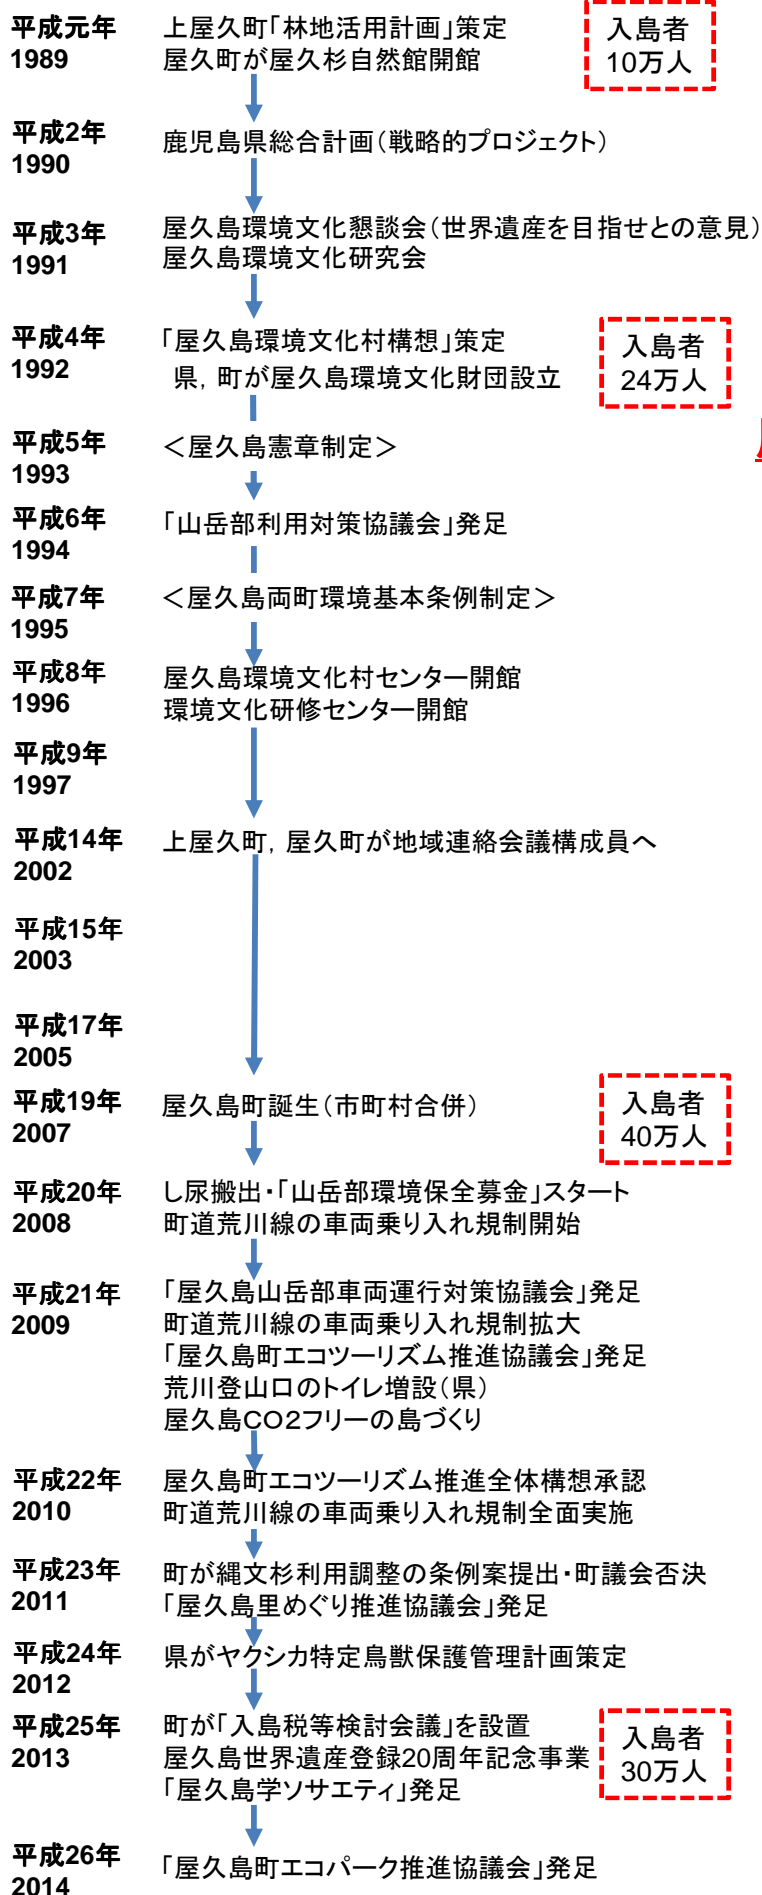 平成元年
1989
上屋久町「林地活用計画」策定
屋久町が屋久杉自然館開館
入島者
10万人
平成2年
1990
鹿児島県総合計画（戦略的プロジェクト）
平成3年
1991
屋久島環境文化懇談会（世界遺産を目指せとの意見）
屋久島環境文化研究会
平成4年
1992
「屋久島環境文化村構想」策定
県，町が屋久島環境文化財団設立
入島者
24万人
平成5年
1993
＜屋久島憲章制定＞
平成6年
1994
「山岳部利用対策協議会」発足
平成7年
1995
＜屋久島両町環境基本条例制定＞
平成8年
1996
屋久島環境文化村センター開館
環境文化研修センター開館
平成9年
1997
平成14年
2002
上屋久町，屋久町が地域連絡会議構成員へ
平成15年
2003
平成17年
2005
平成19年
2007
屋久島町誕生（市町村合併）
入島者
40万人
平成20年
2008
し尿搬出・「山岳部環境保全募金」スタート
町道荒川線の車両乗り入れ規制開始
平成21年
2009
「屋久島山岳部車両運行対策協議会」発足
町道荒川線の車両乗り入れ規制拡大
「屋久島町エコツーリズム推進協議会」発足
荒川登山口のトイレ増設（県）
屋久島ＣＯ２フリーの島づくり
平成22年
2010
屋久島町エコツーリズム推進全体構想承認
町道荒川線の車両乗り入れ規制全面実施
平成23年
2011
町が縄文杉利用調整の条例案提出・町議会否決
「屋久島里めぐり推進協議会」発足
平成24年
2012
県がヤクシカ特定鳥獣保護管理計画策定
平成25年
2013
町が「入島税等検討会議」を設置
屋久島世界遺産登録20周年記念事業
「屋久島学ソサエティ」発足
入島者
30万人
平成26年
2014
「屋久島町エコパーク推進協議会」発足